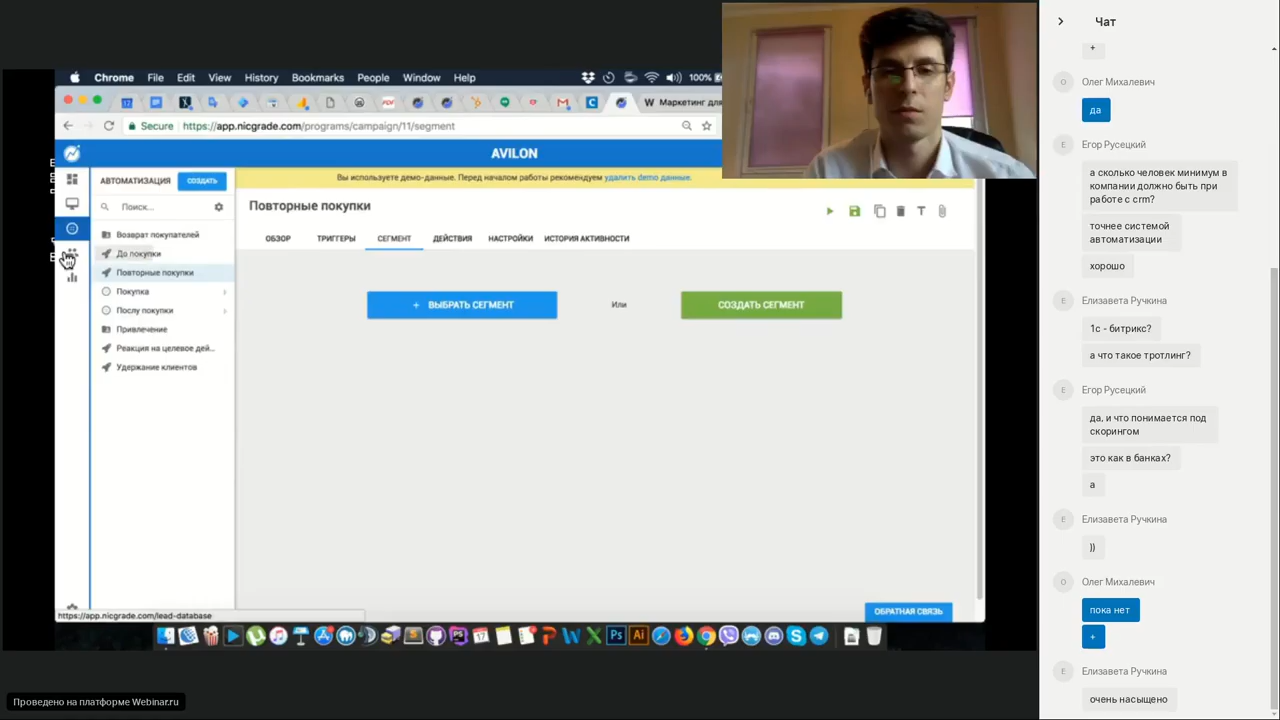 Chrome File Edit View History Bookmarks People Window Help 100%
W Маркетинг для
Secure https://app.nicgrade.com/programs/campaign/11/segment
AVILON
АВТОМАТИЗАЦИЯ СОЗДАТЬ
Вы используете демо-данные. Перед началом работы рекомендуем удалить demo данные.
Поиск...
Возврат покупателей
До покупки
Повторные покупки
Покупка
Послу покупки
Привлечение
Реакция на целевое дей...
Удержание клиентов
Повторные покупки
ОБЗОР ТРИГГЕРЫ СЕГМЕНТ ДЕЙСТВИЯ НАСТРОЙКИ ИСТОРИЯ АКТИВНОСТИ
+ ВЫБРАТЬ СЕГМЕНТ Или СОЗДАТЬ СЕГМЕНТ
https://app.nicgrade.com/lead-database
ОБРАТНАЯ СВЯЗЬ
Проведено на платформе Webinar.ru
Чат
+
О Олег Михалевич
да
Е Егор Русецкий
а сколько человек минимум в
компании должно быть при
работе с crm?
точнее системой
автоматизации
хорошо
Е Елизавета Ручкина
1с - битрикс?
а что такое тротлинг?
Е Егор Русецкий
да, и что понимается под
скорингом
это как в банках?
а
Е Елизавета Ручкина
))
О Олег Михалевич
пока нет
+
Е Елизавета Ручкина
очень насыщено